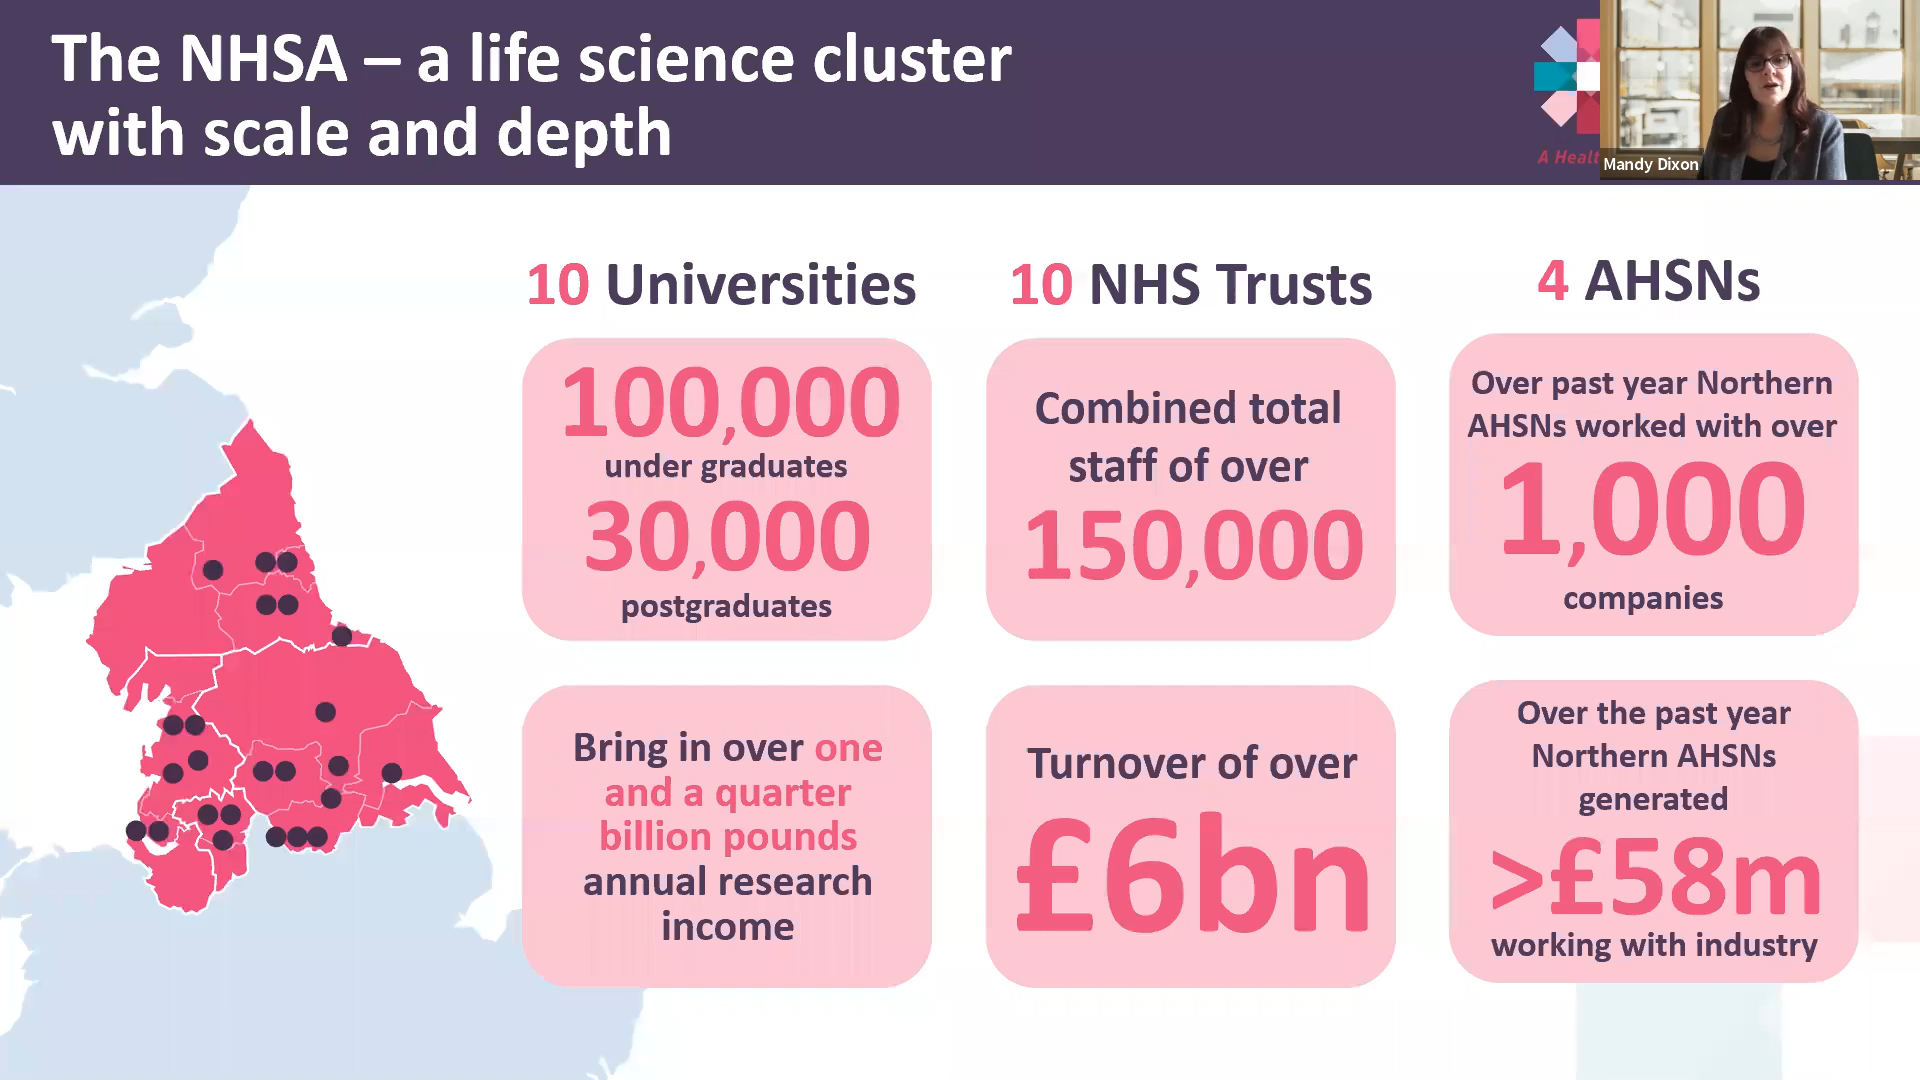 The NHSA – a life science cluster
with scale and depth
A Healt
Mandy Dixon
10 Universities
100,000
under graduates
30,000
postgraduates
Bring in over one
and a quarter
billion pounds
annual research
income
10 NHS Trusts
Combined total
staff of over
150,000
Turnover of over
£6bn
4 AHSNs
Over past year Northern
AHSNs worked with over
1,000
companies
Over the past year
Northern AHSNs
generated
>£58m
working with industry